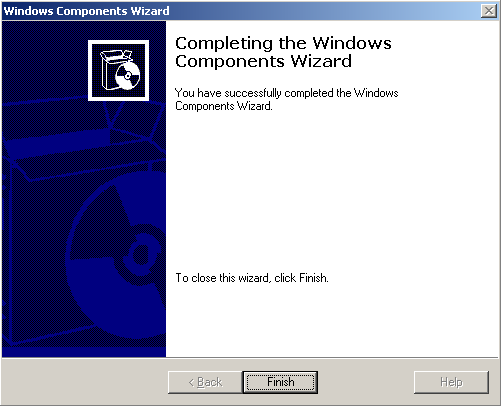 Windows Components Wizard
Completing the Windows
Components Wizard
You have successfully completed the Windows
Components Wizard.
To close this wizard, click Finish.
< Back
Finish
Help